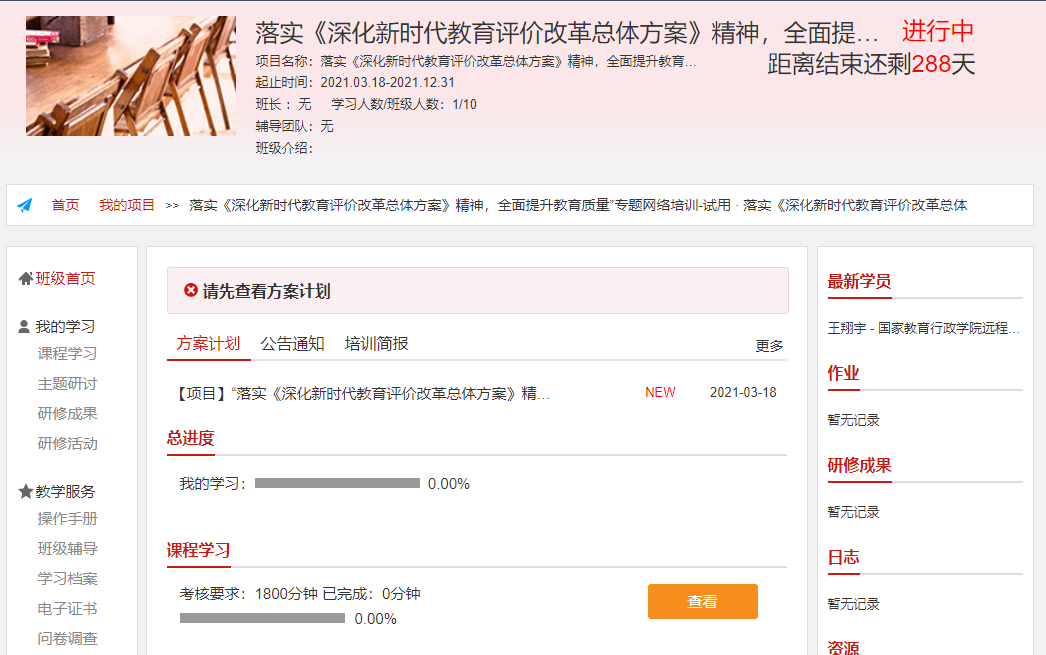 落实《深化新时代教育评价改革总体方案》精神，全面提...
进行中
项目名称：落实《深化新时代教育评价改革总体方案》精神，全面提升教育...
距离结束还剩288天
起止时间：2021.03.18-2021.12.31
班长：无 学习人数/班级人数：1/10
辅导团队：无
班级介绍：
首页 我的项目 >> 落实《深化新时代教育评价改革总体方案》精神，全面提升教育质量”专题网络培训-试用 · 落实《深化新时代教育评价改革总体
班级首页
我的学习
课程学习
主题研讨
研修成果
研修活动
教学服务
操作手册
班级辅导
学习档案
电子证书
问卷调查
请先查看方案计划
方案计划 公告通知 培训简报 更多
【项目】“落实《深化新时代教育评价改革总体方案》精... NEW 2021-03-18
总进度
我的学习： 0.00%
课程学习
考核要求：1800分钟 已完成：0分钟
0.00%
查看
最新学员
王翔宇 - 国家教育行政学院远程...
作业
暂无记录
研修成果
暂无记录
日志
暂无记录
资源